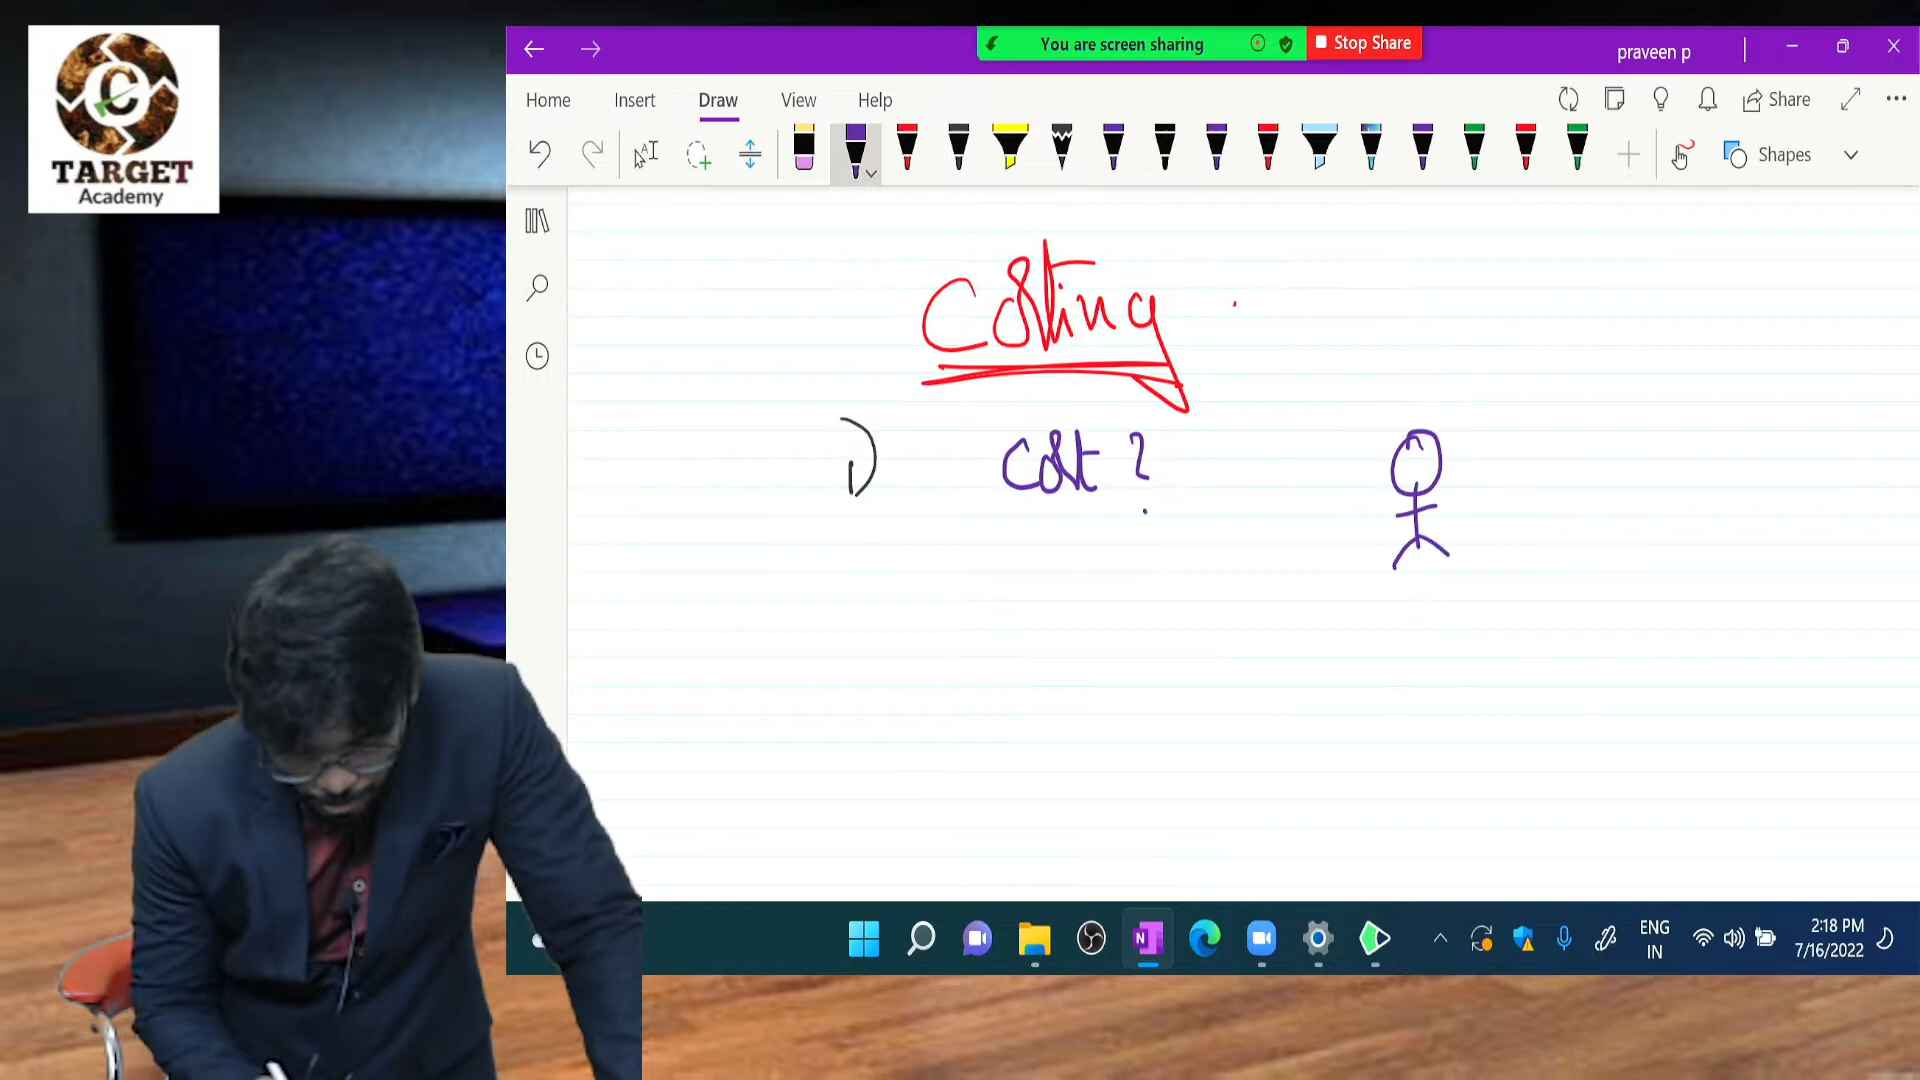 TARGET
Academy
You are screen sharing
Stop Share
praveen p
Home Insert Draw View Help
Share
Shapes
Costing
1) Cost ?
ENG
IN
2:18 PM
7/16/2022